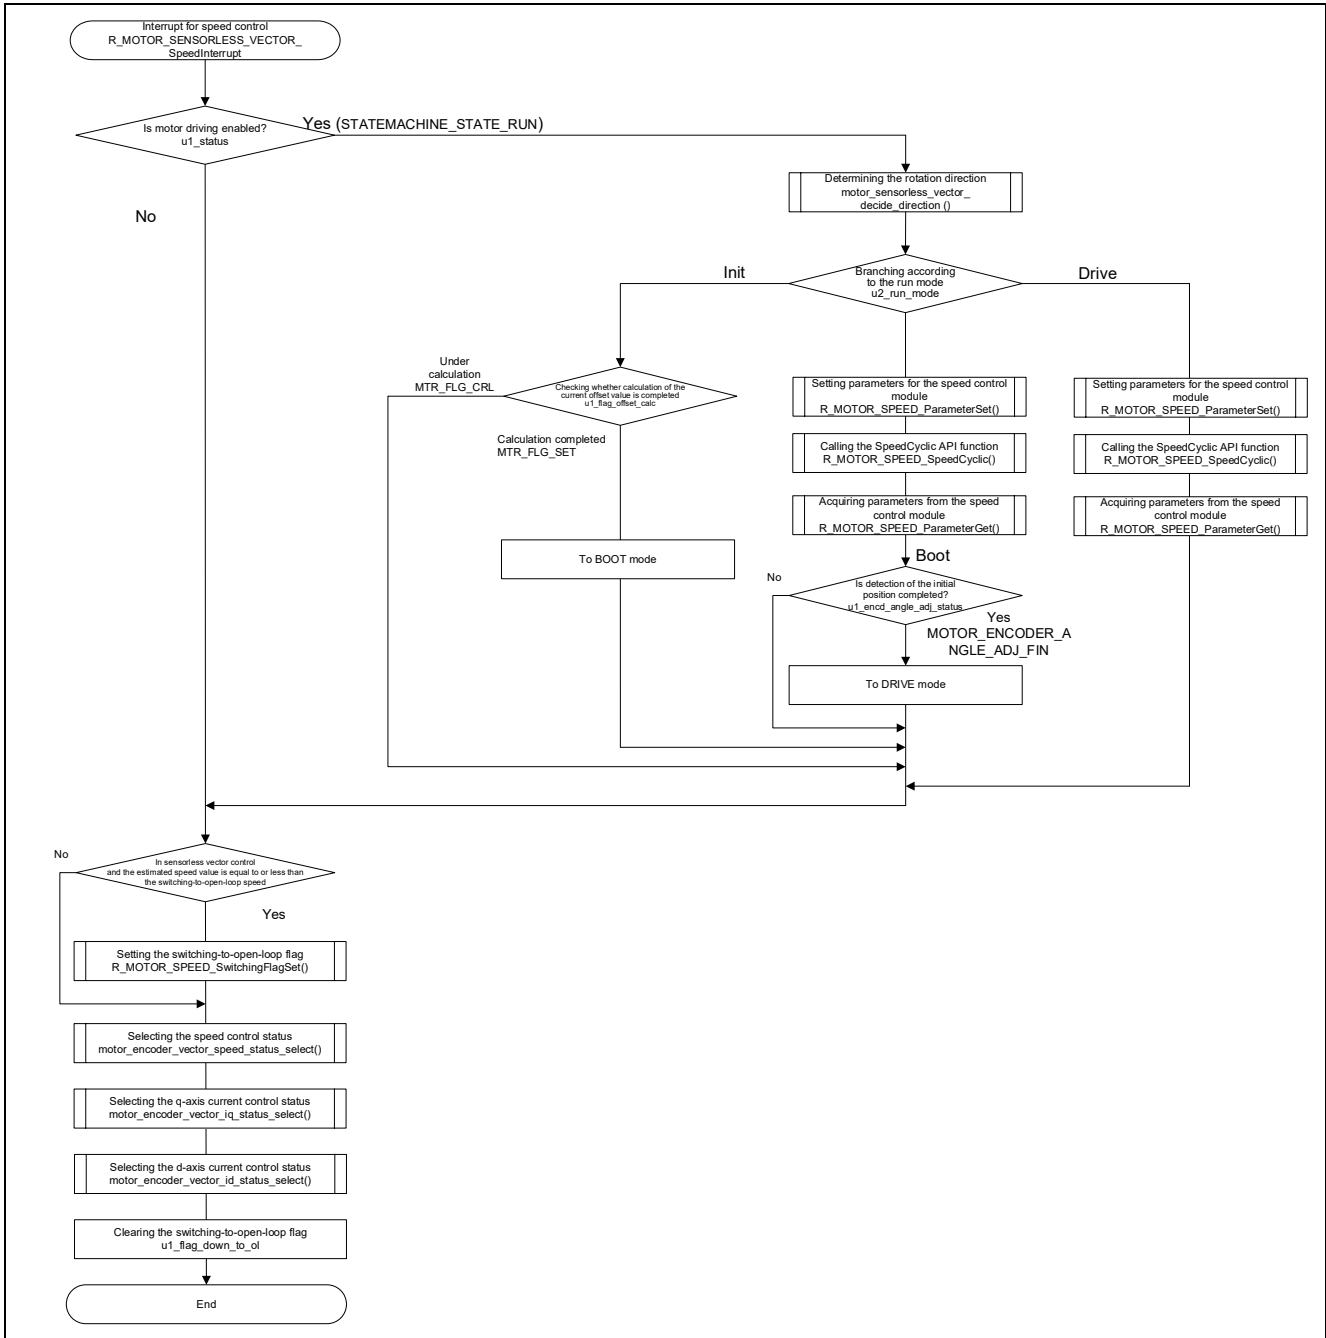 Interrupt for speed control
R_MOTOR_SENSORLESS_VECTOR_
SpeedInterrupt
Is motor driving enabled?
u1_status
Yes (STATEMACHINE_STATE_RUN)
No
Determining the rotation direction
motor_sensorless_vector_
decide_direction ()
Branching according
to the run mode
u2_run_mode
Init
Drive
Under
calculation
MTR_FLG_CRL
Checking whether calculation of the
current offset value is completed
u1_flag_offset_calc
Calculation completed
MTR_FLG_SET
To BOOT mode
Setting parameters for the speed control
module
R_MOTOR_SPEED_ParameterSet()
Calling the SpeedCyclic API function
R_MOTOR_SPEED_SpeedCyclic()
Acquiring parameters from the speed
control module
R_MOTOR_SPEED_ParameterGet()
Boot
Is detection of the initial
position completed?
u1_encd_angle_adj_status
No
Yes
MOTOR_ENCODER_A
NGLE_ADJ_FIN
To DRIVE mode
Setting parameters for the speed control
module
R_MOTOR_SPEED_ParameterSet()
Calling the SpeedCyclic API function
R_MOTOR_SPEED_SpeedCyclic()
Acquiring parameters from the speed
control module
R_MOTOR_SPEED_ParameterGet()
No
In sensorless vector control
and the estimated speed value is equal to or less than
the switching-to-open-loop speed
Yes
Setting the switching-to-open-loop flag
R_MOTOR_SPEED_SwitchingFlagSet()
Selecting the speed control status
motor_encoder_vector_speed_status_select()
Selecting the q-axis current control status
motor_encoder_vector_iq_status_select()
Selecting the d-axis current control status
motor_encoder_vector_id_status_select()
Clearing the switching-to-open-loop flag
u1_flag_down_to_ol
End